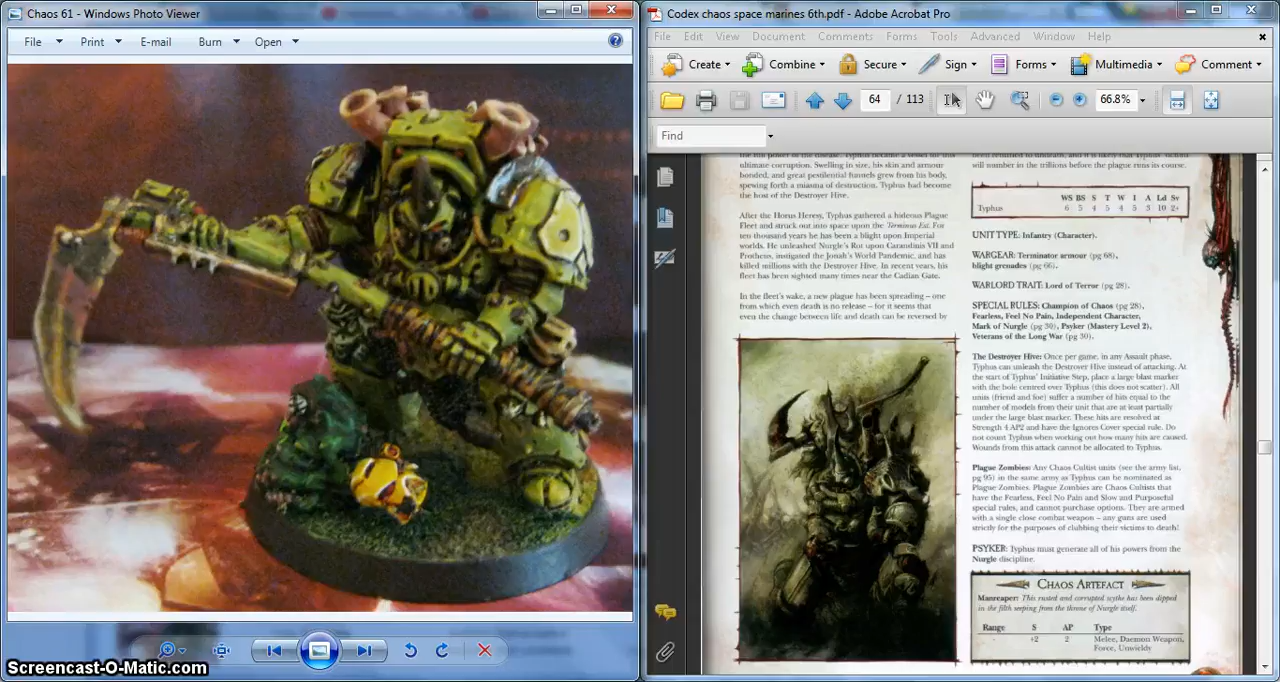 Chaos 61 - Windows Photo Viewer
File Print E-mail Burn Open
Screencast-O-Matic.com
Codex chaos space marines 6th.pdf - Adobe Acrobat Pro
File Edit View Document Comments Forms Tools Advanced Window Help
Create Combine Secure Sign Forms Multimedia Comment
64 / 113 66.8%
Find
ultimate corruption. Swelling in size, his skin and armour
bonded, and great pestilential funnels grew from his body,
spewing forth a miasma of destruction. Typhus had become
the host of the Destroyer Hive.
After the Horus Heresy, Typhus gathered a hideous Plague
Fleet and struck out into space upon the Terminus Est. For
ten thousand years he has been a blight upon Imperial
worlds. He unleashed Nurgle's Rot upon Carandinis VII and
Protheus, instigated the Jonah's World Pandemic, and has
killed millions with the Destroyer Hive. In recent years, his
fleet has been sighted many times near the Cadian Gate.
In the fleet's wake, a new plague has been spreading – one
from which even death is no release – for it seems that
even the change between life and death can be reversed by
will number in the trillions before the plague runs its course.
WS BS S T W I A Ld Sv
Typhus 6 5 4 5 4 5 5 10 2+
UNIT TYPE: Infantry (Character).
WARGEAR: Terminator armour (pg 68),
blight grenades (pg 66).
WARLORD TRAIT: Lord of Terror (pg 28).
SPECIAL RULES: Champion of Chaos (pg 28),
Fearless, Feel No Pain, Independent Character,
Mark of Nurgle (pg 30), Psyker (Mastery Level 2),
Veterans of the Long War (pg 30).
The Destroyer Hive: Once per game, in any Assault phase,
Typhus can unleash the Destroyer Hive instead of attacking. At
the start of Typhus' Initiative Step, place a large blast marker
with the hole centred over Typhus (this does not scatter). All
units (friend and foe) suffer a number of hits equal to the
number of models from their unit that are at least partially
under the large blast marker. These hits are resolved at
Strength 4 AP2 and have the Ignores Cover special rule. Do
not count Typhus when working out how many hits are caused.
Wounds from this attack cannot be allocated to Typhus.
Plague Zombies: Any Chaos Cultist units (see the army list,
pg 95) in the same army as Typhus can be nominated as
Plague Zombies. Plague Zombies are Chaos Cultists that
have the Fearless, Feel No Pain and Slow and Purposeful
special rules, and cannot purchase options. They are armed
with a single close combat weapon – any guns are used
strictly for the purposes of clubbing their victims to death!
PSYKER: Typhus must generate all of his powers from the
Nurgle discipline.
CHAOS ARTEFACT
Manreaper: This rusted and corrupted scythe has been dipped
in the filth seeping from the throne of Nurgle itself.
Range S AP Type
- +2 2 Melee, Daemon Weapon,
Force, Unwieldy